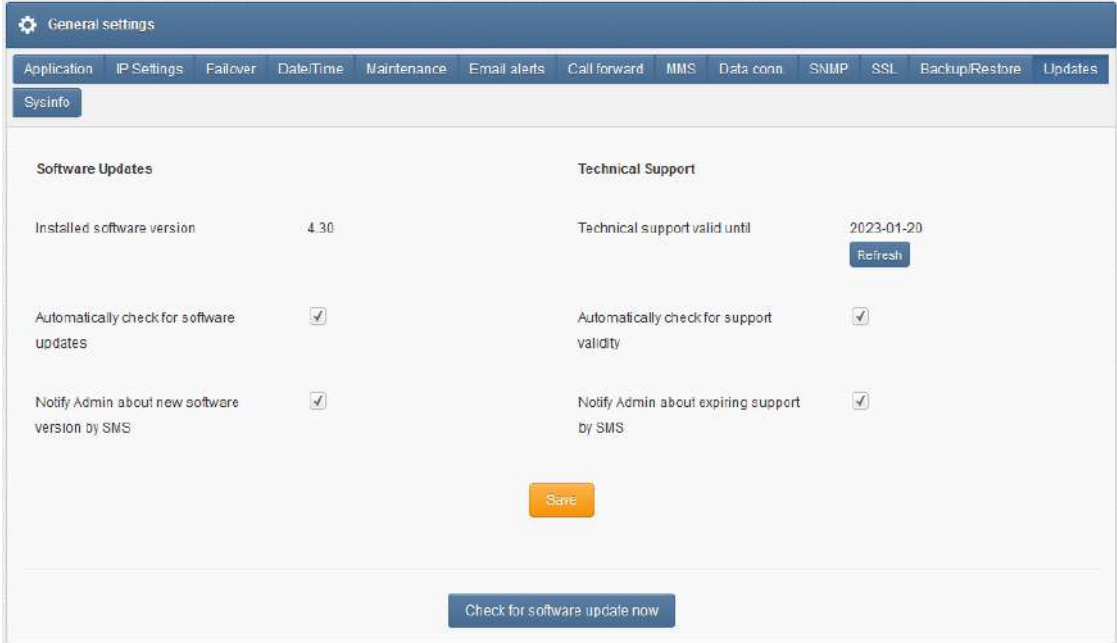 General settings
Application IP Settings Failover Date/Time Maintenance Email alerts Call forward MMS Data conn. SNMP SSL Backup/Restore Updates
Sysinfo
Software Updates Technical Support
Installed software version 4.30 Technical support valid until 2023-01-20
Refresh
Automatically check for software Automatically check for support
updates validity
Notify Admin about new software Notify Admin about expiring support
version by SMS by SMS
Save
Check for software update now